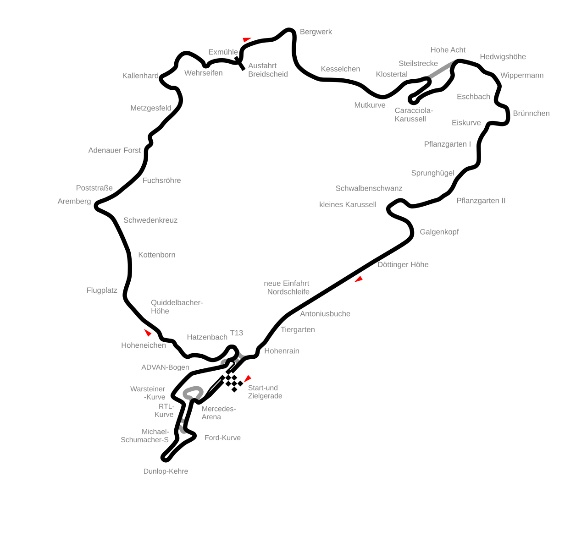 Bergwerk
Exmühle
Ausfahrt
Breidscheid
Wehrseifen
Kallenhard
Kesselchen
Klostertal
Steilstrecke
Hohe Acht
Hedwigshöhe
Wippermann
Eschbach
Brünnchen
Eiskurve
Mutkurve
Caracciola-
Karussell
Metzgesfeld
Adenauer Forst
Pflanzgarten I
Sprunghügel
Fuchsröhre
Poststraße
Aremberg
Schwalbenschwanz
kleines Karussell
Pflanzgarten II
Schwedenkreuz
Galgenkopf
Kottenborn
Döttinger Höhe
Flugplatz
neue Einfahrt
Nordschleife
Quiddelbacher-
Höhe
Antoniusbuche
Tiergarten
Hatzenbach
T13
Hoheneichen
Hohenrain
ADVAN-Bogen
Start-und
Zielgerade
Warsteiner
-Kurve
RTL-
Kurve
Mercedes-
Arena
Michael-
Schumacher-S
Ford-Kurve
Dunlop-Kehre